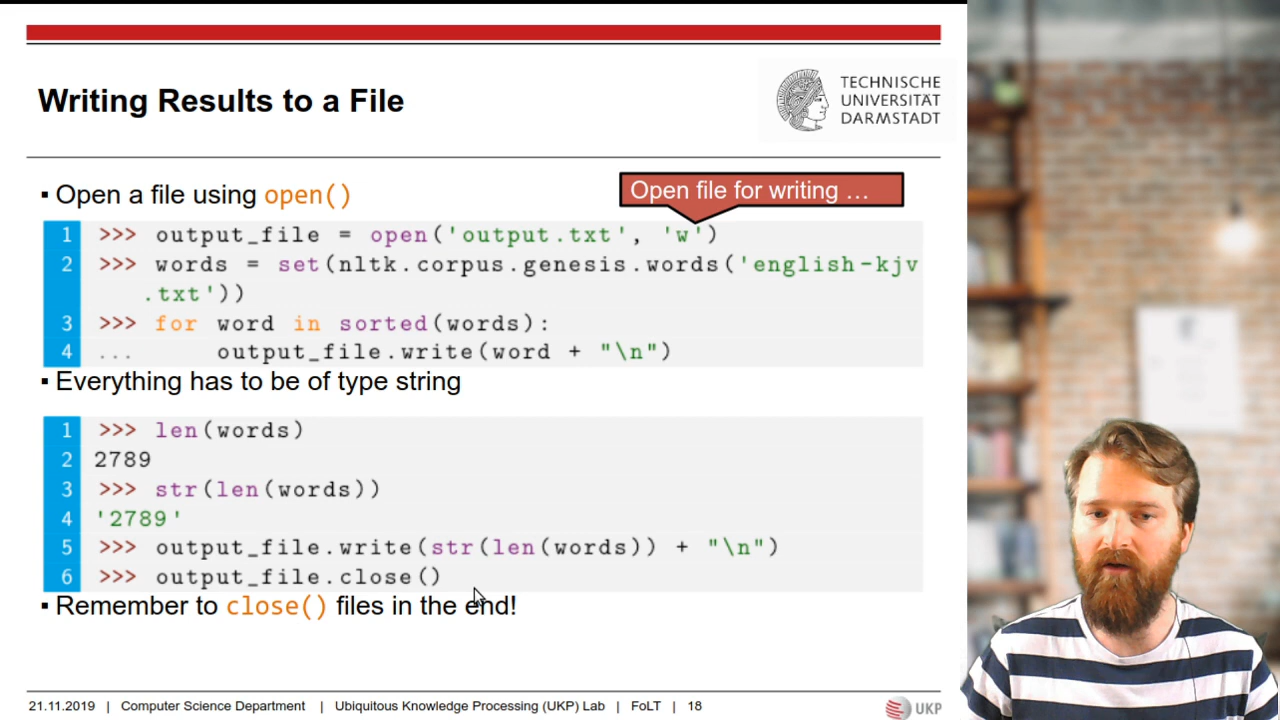 Writing Results to a File
TECHNISCHE
UNIVERSITÄT
DARMSTADT
▪ Open a file using open()
Open file for writing …
1 >>> output_file = open('output.txt', 'w')
2 >>> words = set(nltk.corpus.genesis.words('english-kjv
.txt'))
3 >>> for word in sorted(words):
4 ... output_file.write(word + "\n")
▪ Everything has to be of type string
1 >>> len(words)
2 2789
3 >>> str(len(words))
4 '2789'
5 >>> output_file.write(str(len(words)) + "\n")
6 >>> output_file.close()
▪ Remember to close() files in the end!
21.11.2019 | Computer Science Department | Ubiquitous Knowledge Processing (UKP) Lab | FoLT | 18
UKP